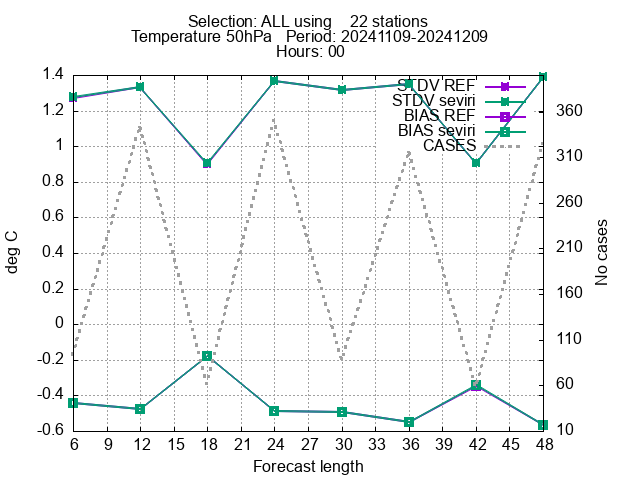 Selection: ALL using    22 stations
Temperature 50hPa   Period: 20241109-20241209
Hours: 00
STDV REF
STDV seviri
BIAS REF
BIAS seviri
CASES
1.4
1.2
1
0.8
0.6
0.4
0.2
0
-0.2
-0.4
-0.6
360
310
260
210
160
110
60
10
deg C
No cases
6 12 18 24 30 36 42 48
9 15 21 27 33 39 45
Forecast length